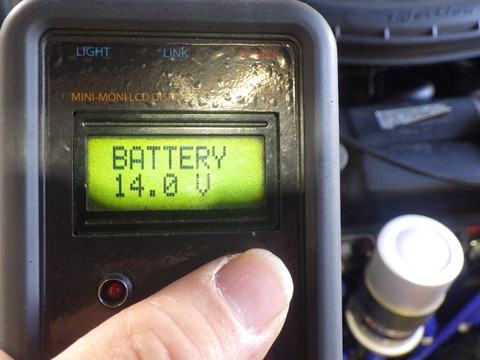 LIGHT LINK
MINI-MONI LCD
BATTERY
14.0 V